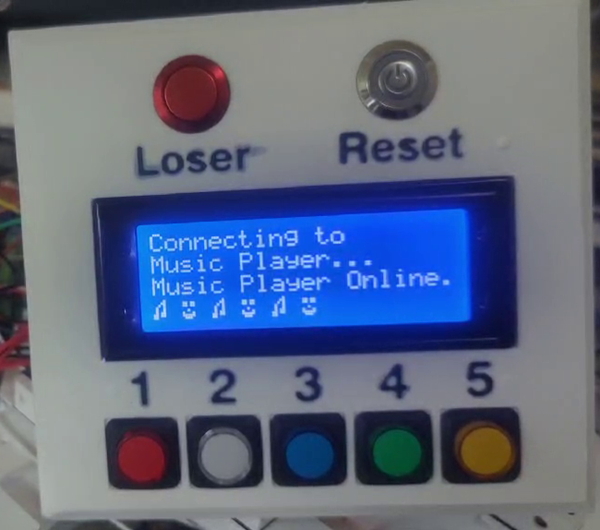 Loser Reset
Connecting to
Music Player...
Music Player Online.
♫ ☺ ♫ ☺ ♫ ☺
1 2 3 4 5